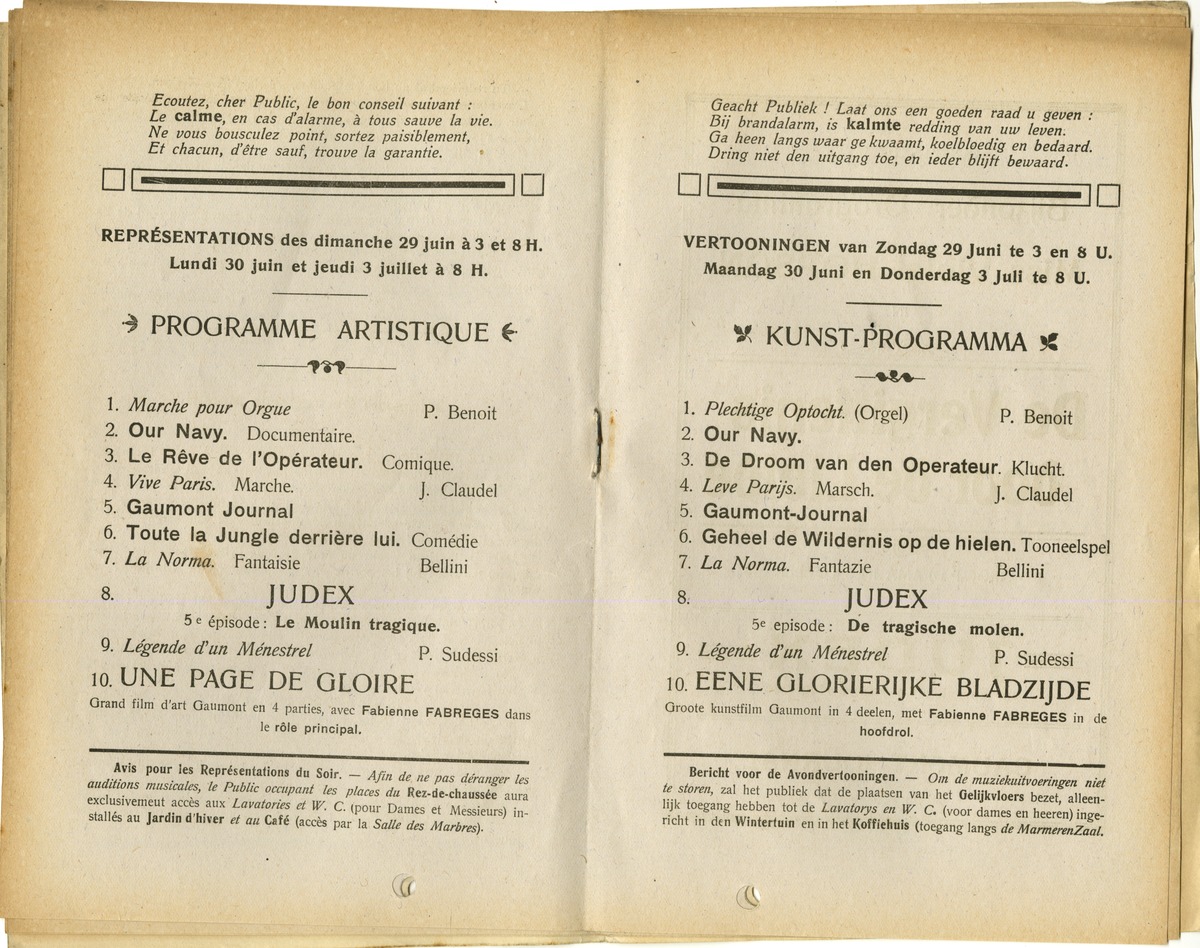 Ecoutez, cher Public, le bon conseil suivant :
Le calme, en cas d'alarme, à tous sauve la vie.
Ne vous bousculez point, sortez paisiblement,
Et chacun, d'être sauf, trouve la garantie.
REPRÉSENTATIONS des dimanche 29 juin à 3 et 8 H.
Lundi 30 juin et jeudi 3 juillet à 8 H.
PROGRAMME ARTISTIQUE
1. Marche pour Orgue P. Benoit
2. Our Navy. Documentaire.
3. Le Rêve de l'Opérateur. Comique.
4. Vive Paris. Marche. J. Claudel
5. Gaumont Journal
6. Toute la Jungle derrière lui. Comédie
7. La Norma. Fantaisie Bellini
8. JUDEX
5e épisode : Le Moulin tragique.
9. Légende d'un Ménestrel P. Sudessi
10. UNE PAGE DE GLOIRE
Grand film d'art Gaumont en 4 parties, avec Fabienne FABREGES dans
le rôle principal.
Avis pour les Représentations du Soir. — Afin de ne pas déranger les
auditions musicales, le Public occupant les places du Rez-de-chaussée aura
exclusivemeut accès aux Lavatories et W. C. (pour Dames et Messieurs) in-
stallés au Jardin d'hiver et au Café (accès par la Salle des Marbres).
Geacht Publiek ! Laat ons een goeden raad u geven :
Bij brandalarm, is kalmte redding van uw leven.
Ga heen langs waar ge kwaamt, koelbloedig en bedaard.
Dring niet den uitgang toe, en ieder blijft bewaard.
VERTOONINGEN van Zondag 29 Juni te 3 en 8 U.
Maandag 30 Juni en Donderdag 3 Juli te 8 U.
KUNST-PROGRAMMA
1. Plechtige Optocht. (Orgel) P. Benoit
2. Our Navy.
3. De Droom van den Operateur. Klucht.
4. Leve Parijs. Marsch. J. Claudel
5. Gaumont-Journal
6. Geheel de Wildernis op de hielen. Tooneelspel
7. La Norma. Fantazie Bellini
8. JUDEX
5e episode : De tragische molen.
9. Légende d'un Ménestrel P. Sudessi
10. EENE GLORIERIJKE BLADZIJDE
Groote kunstfilm Gaumont in 4 deelen, met Fabienne FABREGES in de
hoofdrol.
Bericht voor de Avondvertooningen. — Om de muziekuitvoeringen niet
te storen, zal het publiek dat de plaatsen van het Gelijkvloers bezet, alleen-
lijk toegang hebben tot de Lavatorys en W. C. (voor dames en heeren) inge-
richt in den Wintertuin en in het Koffiehuis (toegang langs de MarmerenZaal.